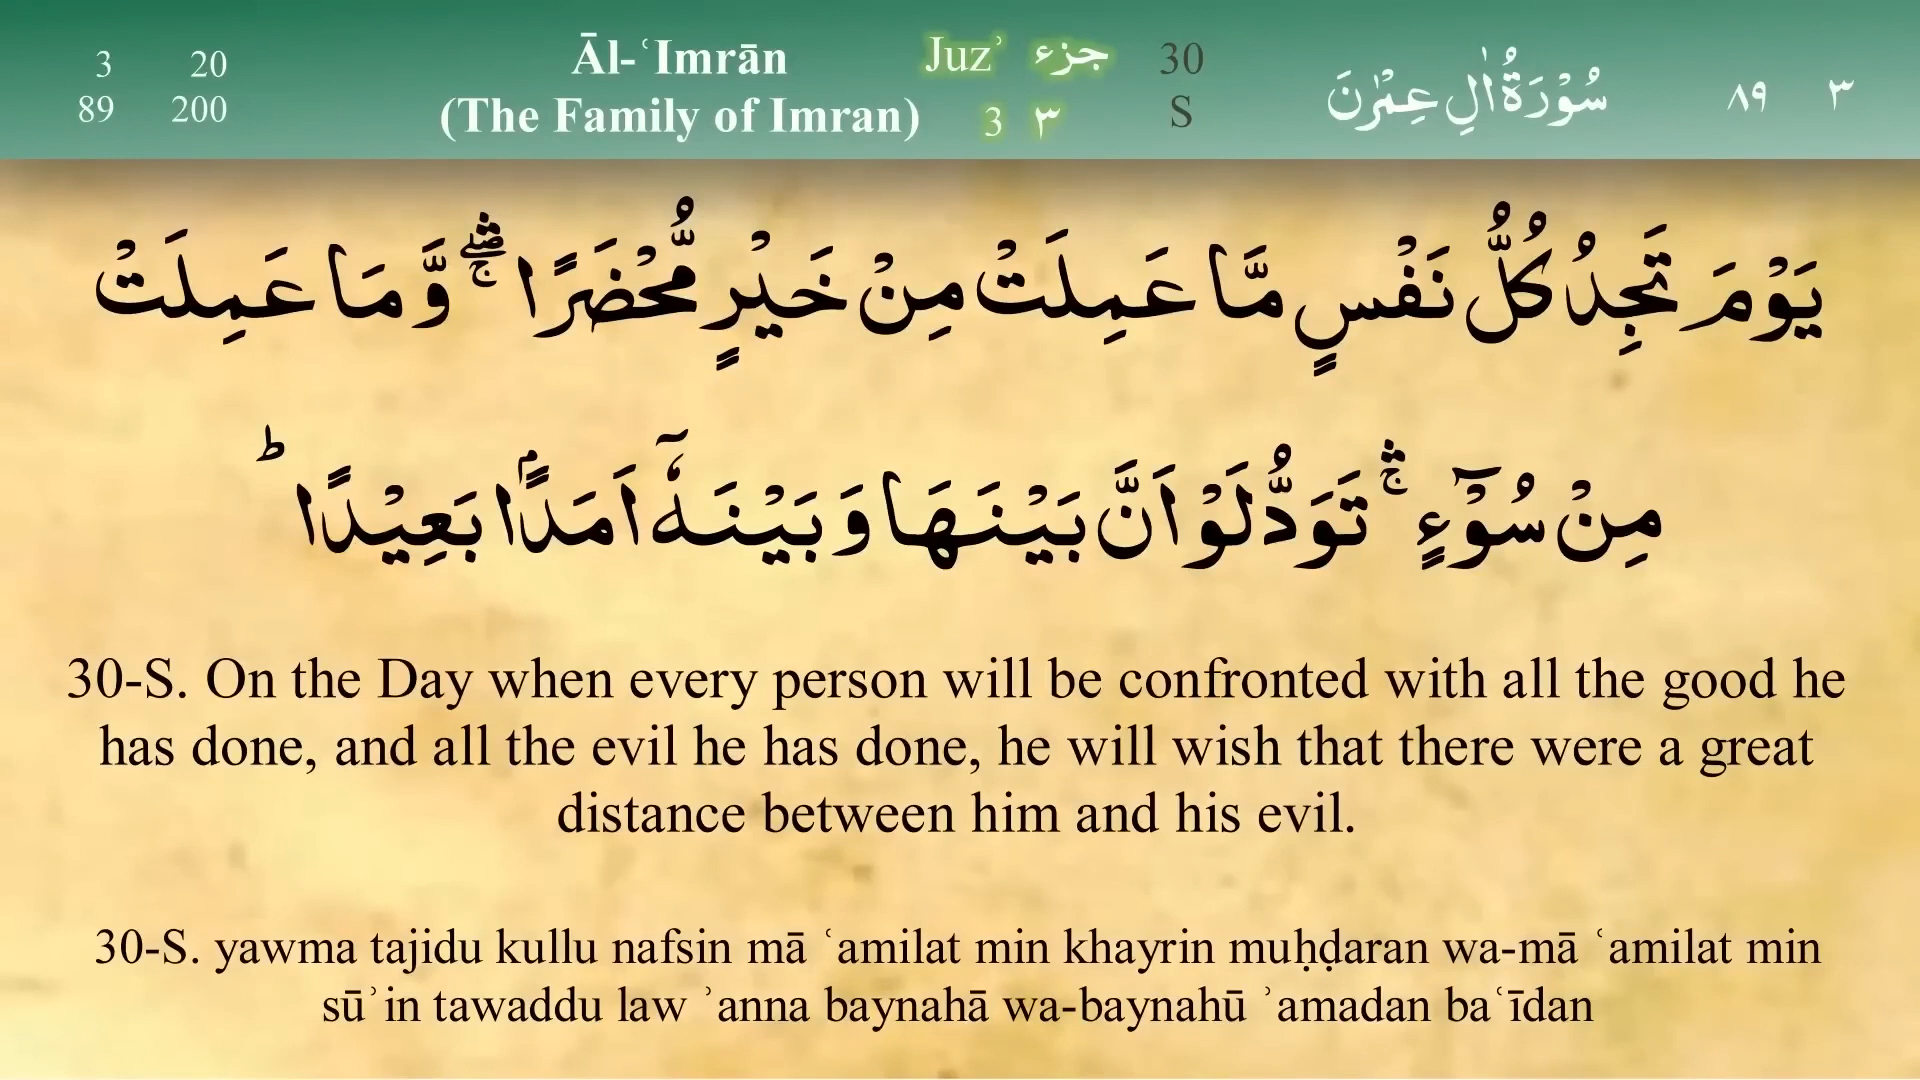 3 20
89 200
Āl-ʿImrān
(The Family of Imran)
Juzʾ جزء
3 ٣
30
S
سُوْرَةُ اٰلِ عِمْرٰنَ
٨٩ ٣
يَوْمَ تَجِدُ كُلُّ نَفْسٍ مَّا عَمِلَتْ مِنْ خَيْرٍ مُّحْضَرًا ۛۖۚ وَّمَا عَمِلَتْ
مِنْ سُوْٓءٍ ۛۚ تَوَدُّ لَوْ اَنَّ بَيْنَهَا وَبَيْنَهٗٓ اَمَدًۢا بَعِيْدًا ؕ
30-S. On the Day when every person will be confronted with all the good he
has done, and all the evil he has done, he will wish that there were a great
distance between him and his evil.
30-S. yawma tajidu kullu nafsin mā ʿamilat min khayrin muḥḍaran wa-mā ʿamilat min
sūʾin tawaddu law ʾanna baynahā wa-baynahū ʾamadan baʿīdan